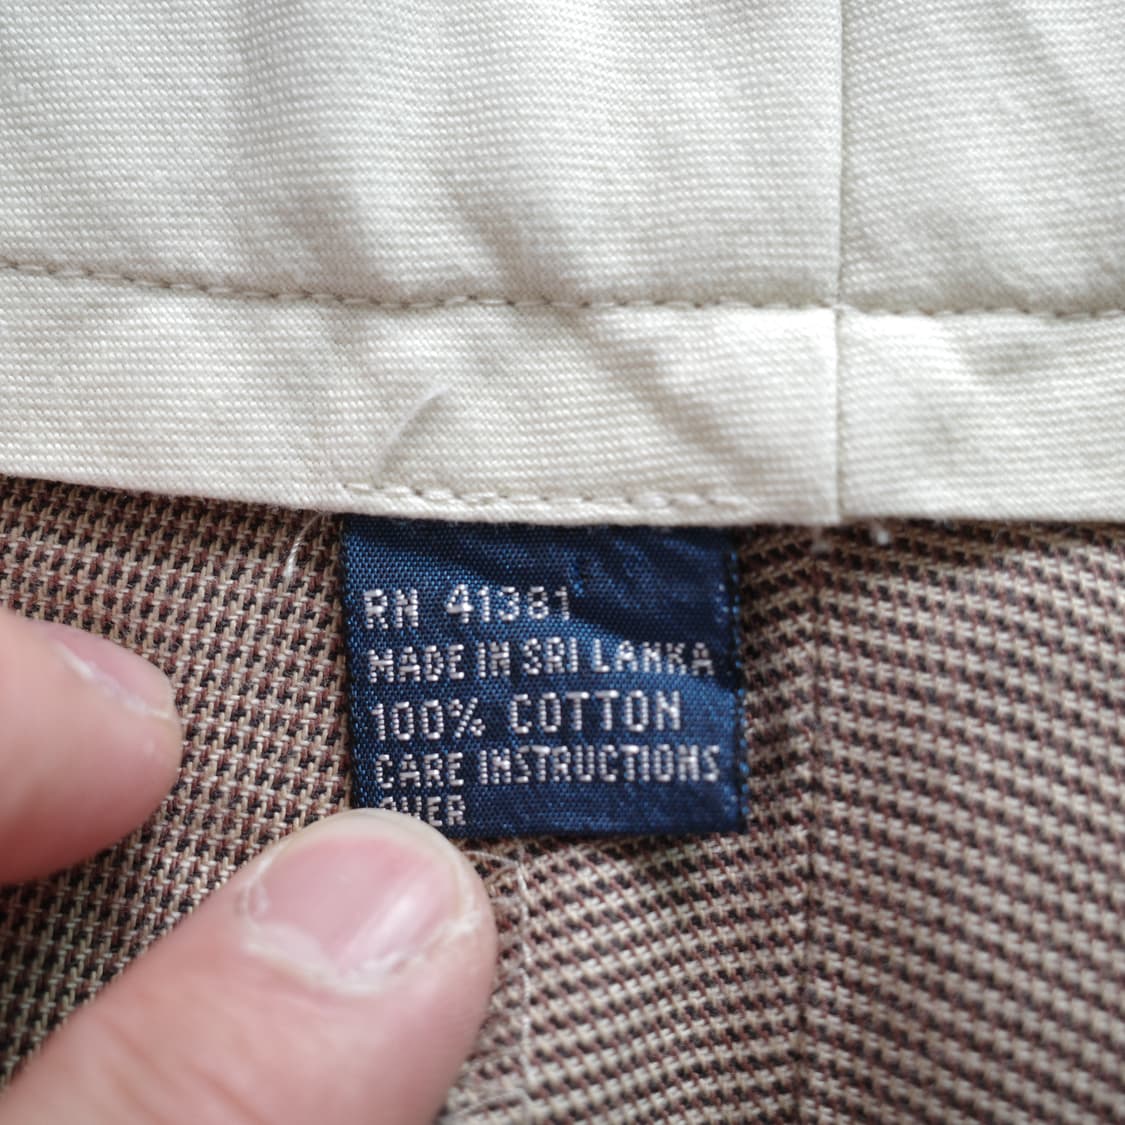 RN 41381
MADE IN SRI LANKA
100% COTTON
CARE INSTRUCTIONS
OVER